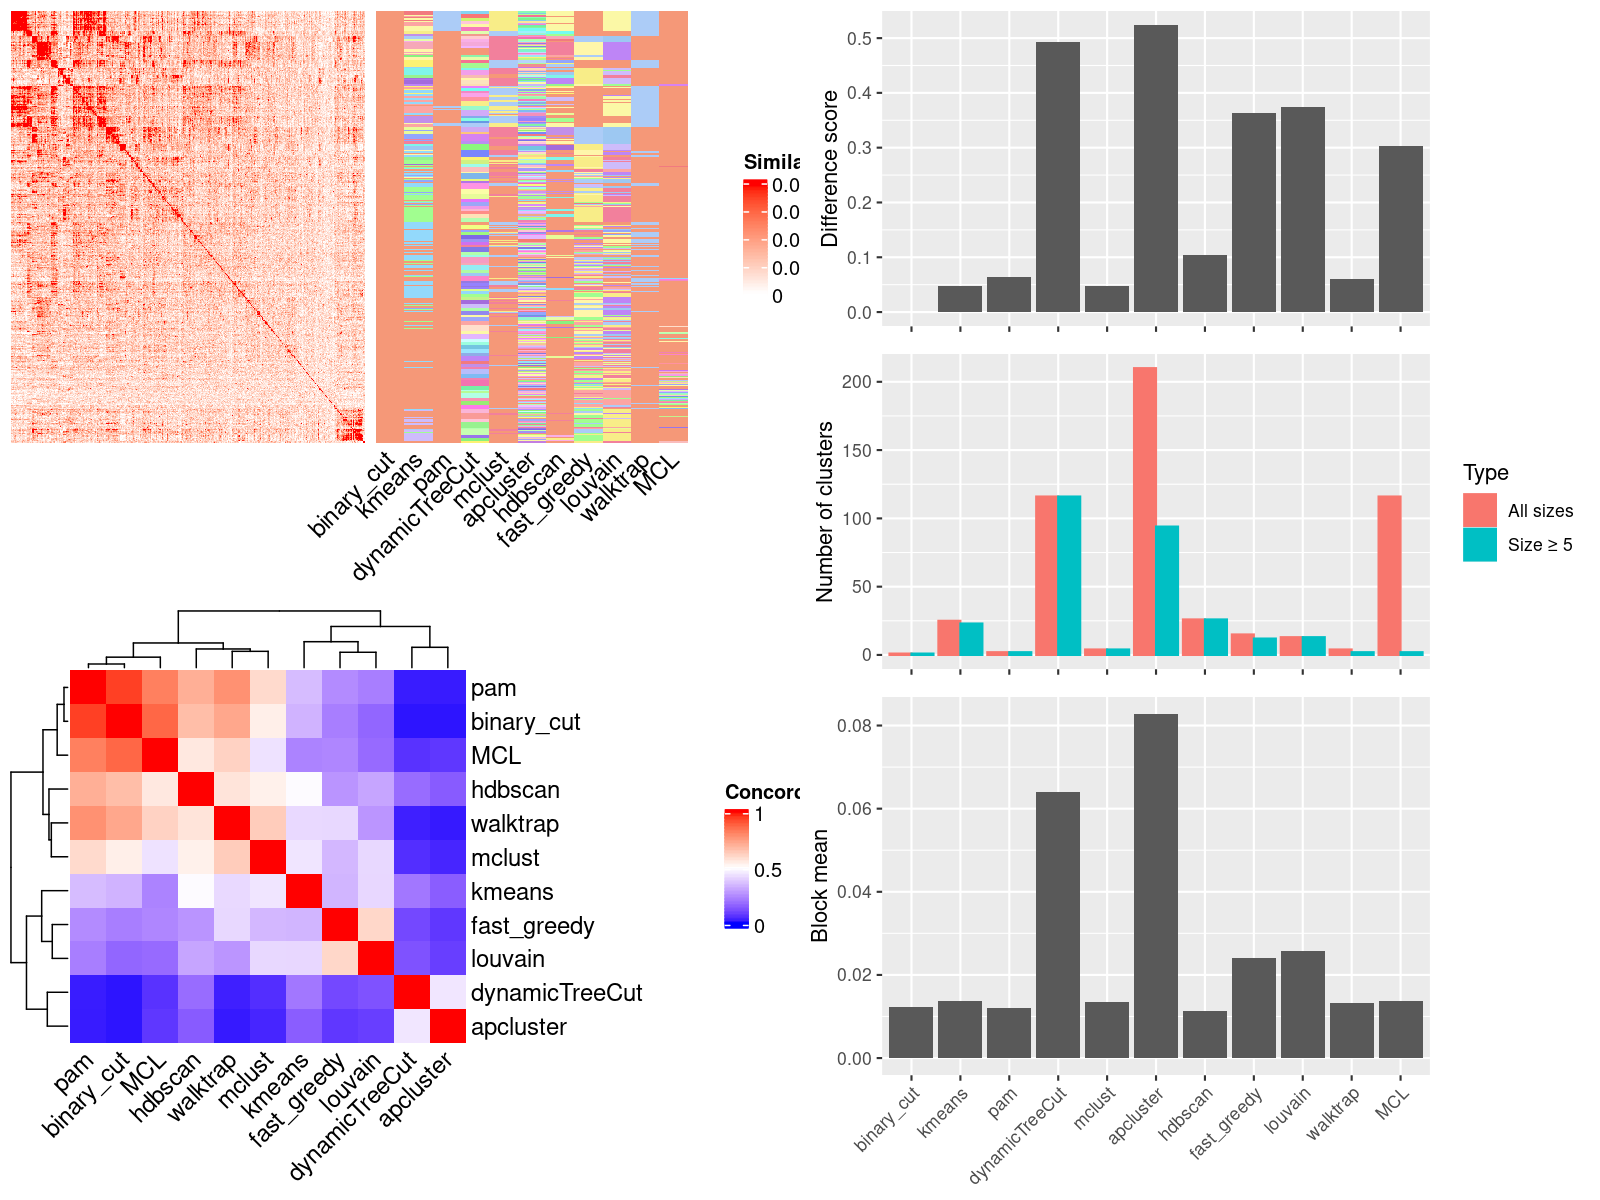 Simila
0.0
0.0
0.0
0.0
0
binary_cut
kmeans
pam
dynamicTreeCut
mclust
apcluster
hdbscan
fast_greedy
louvain
walktrap
MCL
pam
binary_cut
MCL
hdbscan
walktrap
mclust
kmeans
fast_greedy
louvain
dynamicTreeCut
apcluster
pam
binary_cut
MCL
hdbscan
walktrap
mclust
kmeans
fast_greedy
louvain
dynamicTreeCut
apcluster
Concord
1
0.5
0
Difference score
0.5
0.4
0.3
0.2
0.1
0.0
Number of clusters
200
150
100
50
0
Type
All sizes
Size ≥ 5
Block mean
0.08
0.06
0.04
0.02
0.00
binary_cut
kmeans
pam
dynamicTreeCut
mclust
apcluster
hdbscan
fast_greedy
louvain
walktrap
MCL